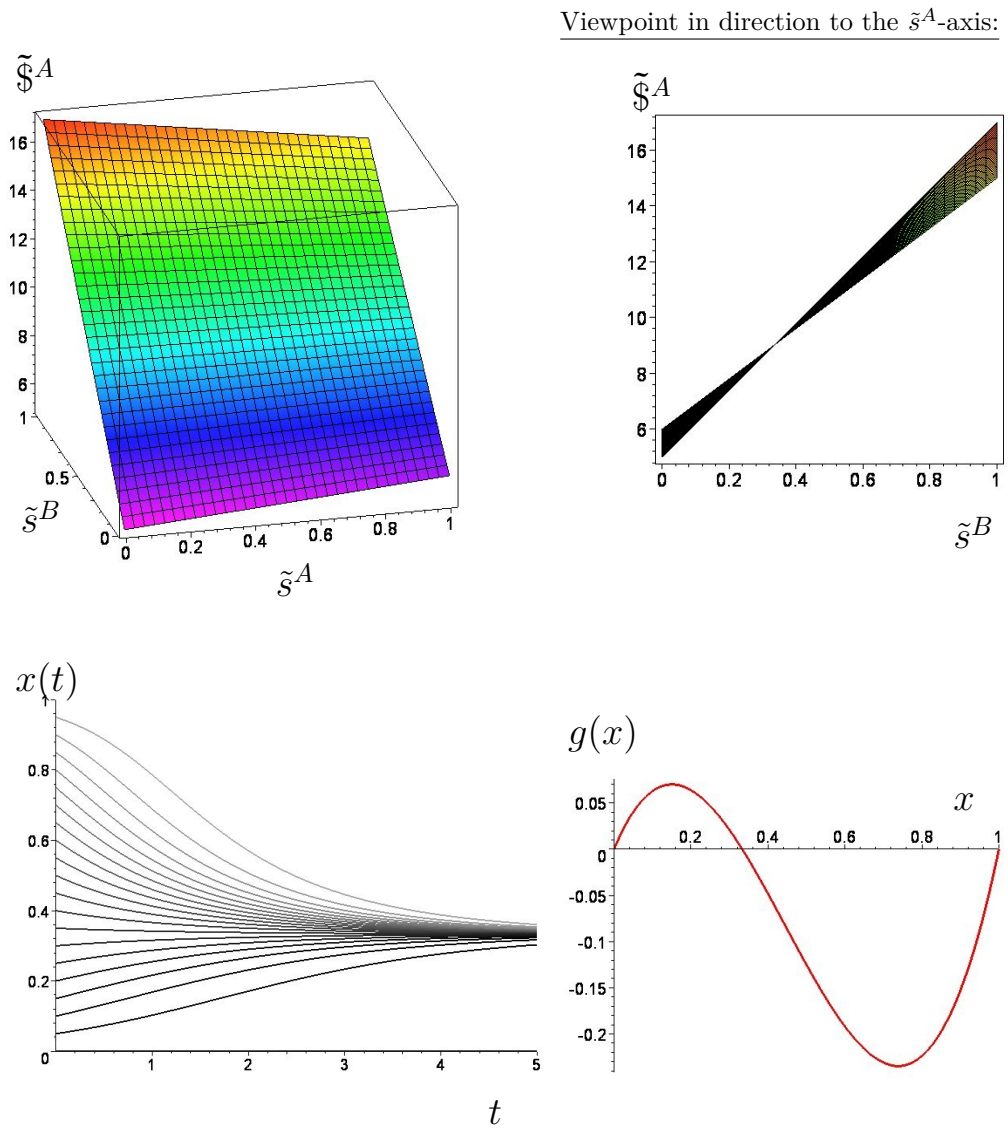 Viewpoint in direction to the s̃^A-axis:
$̃^A
16
14
12
10
8
6
1
0.5
0
s̃^B
0
0.2
0.4
0.6
0.8
1
s̃^A
$̃^A
16
14
12
10
8
6
0 0.2 0.4 0.6 0.8 1
s̃^B
x(t)
1
0.8
0.6
0.4
0.2
0
1 2 3 4 5
t
g(x)
x
0.05
0
-0.05
-0.1
-0.15
-0.2
0.2 0.4 0.6 0.8 1